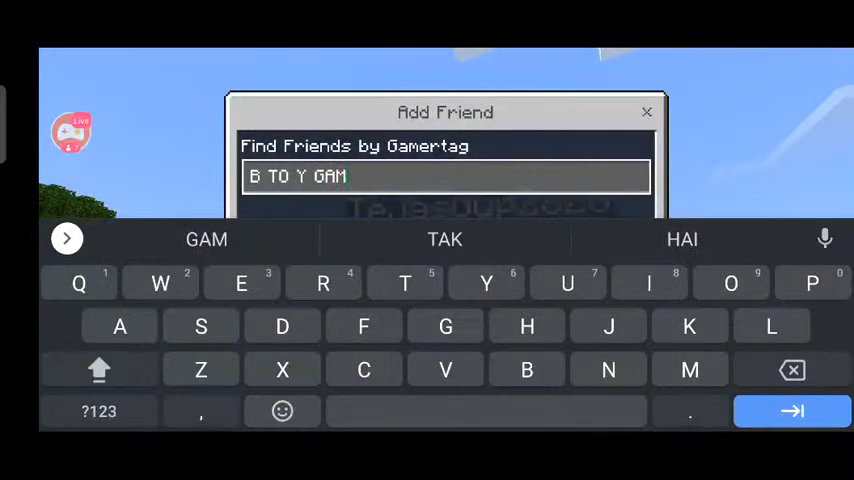 Add Friend ×
Live
Find Friends by Gamertag
7
B TO Y GAM
GAM TAK HAI
Q 1 W 2 E 3 R 4 T 5 Y 6 U 7 I 8 O 9 P 0
A S D F G H J K L
Z X C V B N M
?123 , .